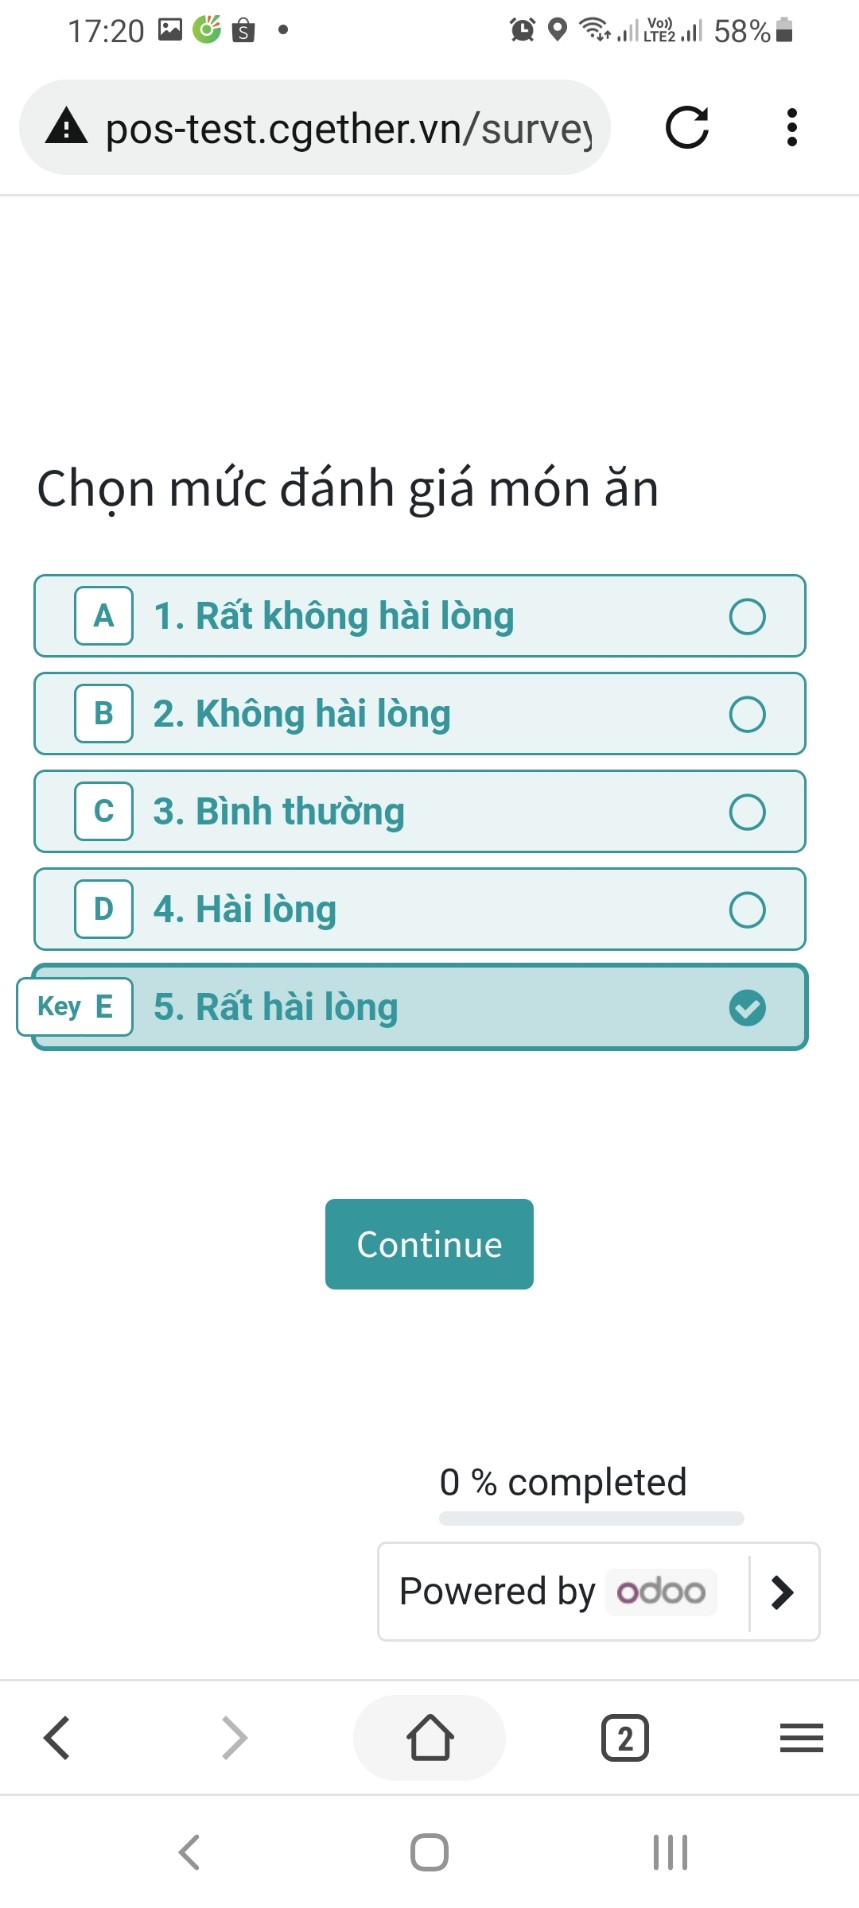 17:20
Vo)) LTE2 58%
pos-test.cgether.vn/survey
Chọn mức đánh giá món ăn
A 1. Rất không hài lòng
B 2. Không hài lòng
C 3. Bình thường
D 4. Hài lòng
Key E 5. Rất hài lòng
Continue
0 % completed
Powered by odoo
2